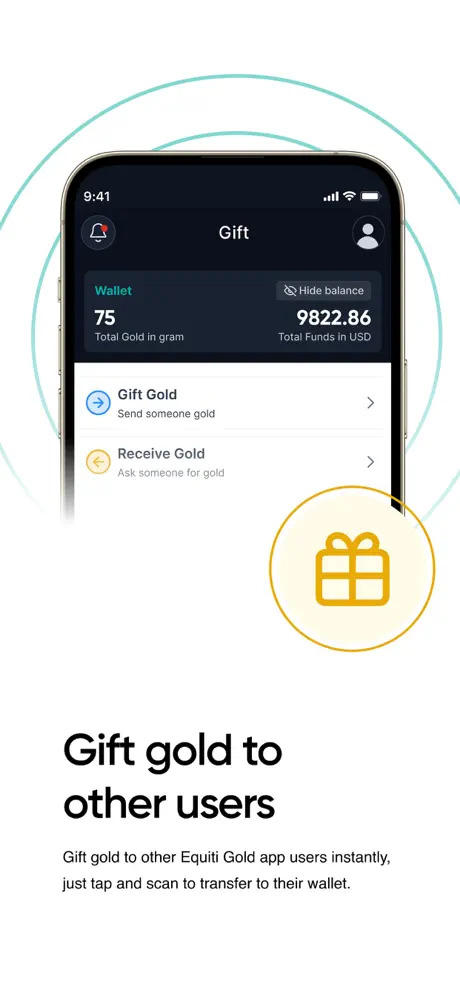 9:41
Gift
Wallet
Hide balance
75
9822.86
Total Gold in gram
Total Funds in USD
Gift Gold
Send someone gold
Receive Gold
Ask someone for gold
Gift gold to
other users
Gift gold to other Equiti Gold app users instantly,
just tap and scan to transfer to their wallet.